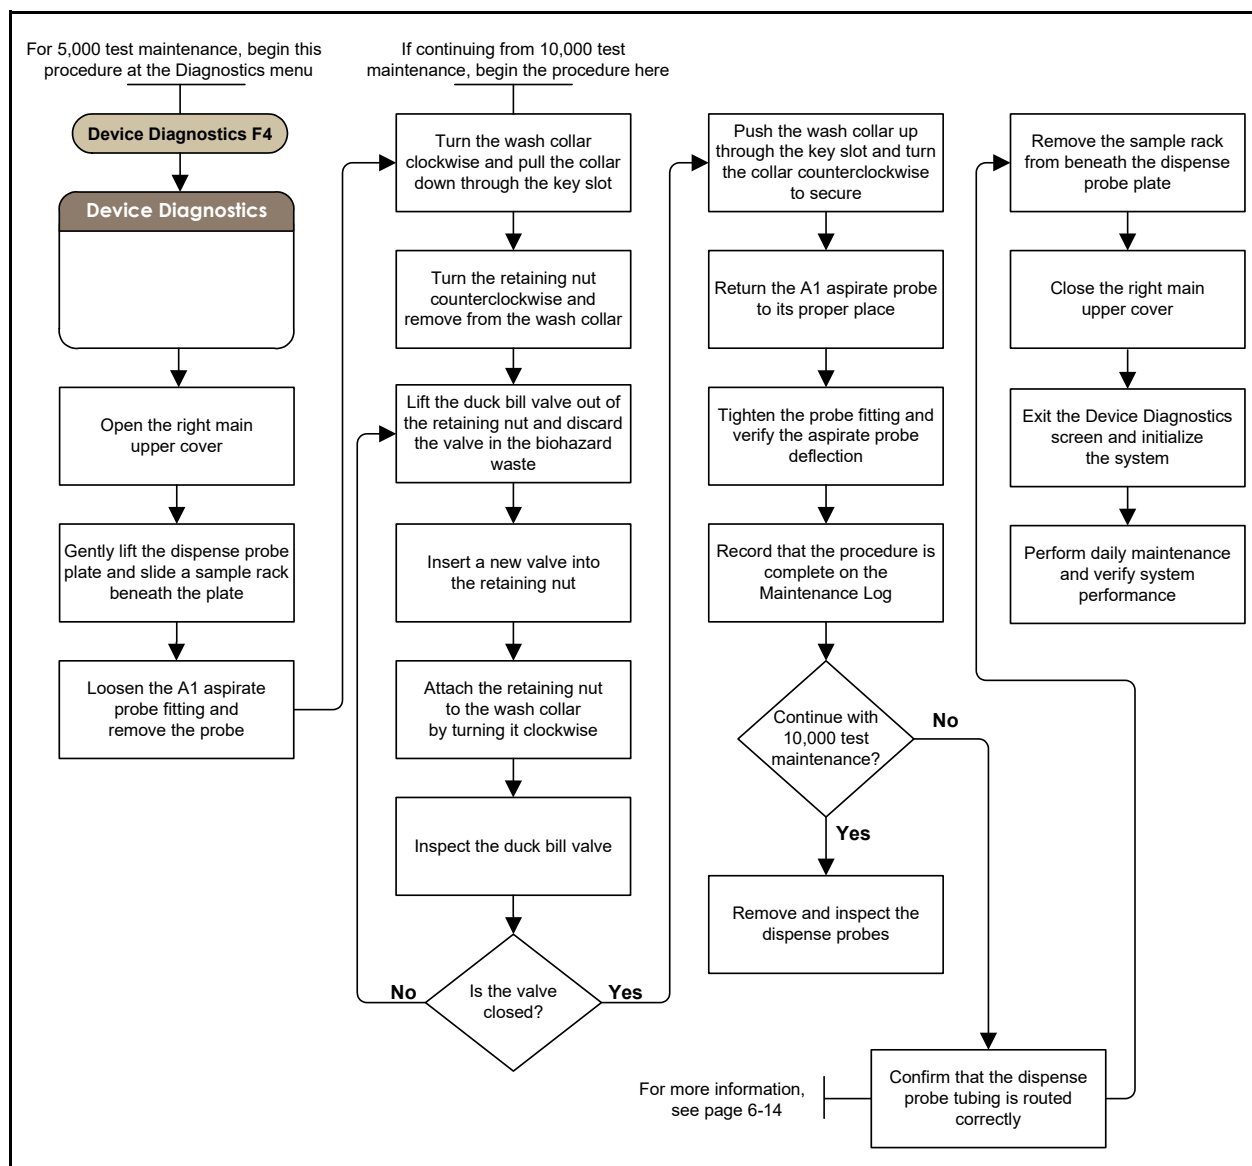 For 5,000 test maintenance, begin this
procedure at the Diagnostics menu
Device Diagnostics F4
Device Diagnostics
Open the right main
upper cover
Gently lift the dispense probe
plate and slide a sample rack
beneath the plate
Loosen the A1 aspirate
probe fitting and
remove the probe
If continuing from 10,000 test
maintenance, begin the procedure here
Turn the wash collar
clockwise and pull the collar
down through the key slot
Turn the retaining nut
counterclockwise and
remove from the wash collar
Lift the duck bill valve out of
the retaining nut and discard
the valve in the biohazard
waste
Insert a new valve into
the retaining nut
Attach the retaining nut
to the wash collar
by turning it clockwise
Inspect the duck bill valve
Is the valve
closed?
No
Yes
Push the wash collar up
through the key slot and turn
the collar counterclockwise
to secure
Return the A1 aspirate probe
to its proper place
Tighten the probe fitting and
verify the aspirate probe
deflection
Record that the procedure is
complete on the
Maintenance Log
Continue with
10,000 test
maintenance?
No
Yes
Remove and inspect the
dispense probes
For more information,
see page 6-14
Confirm that the dispense
probe tubing is routed
correctly
Remove the sample rack
from beneath the dispense
probe plate
Close the right main
upper cover
Exit the Device Diagnostics
screen and initialize
the system
Perform daily maintenance
and verify system
performance